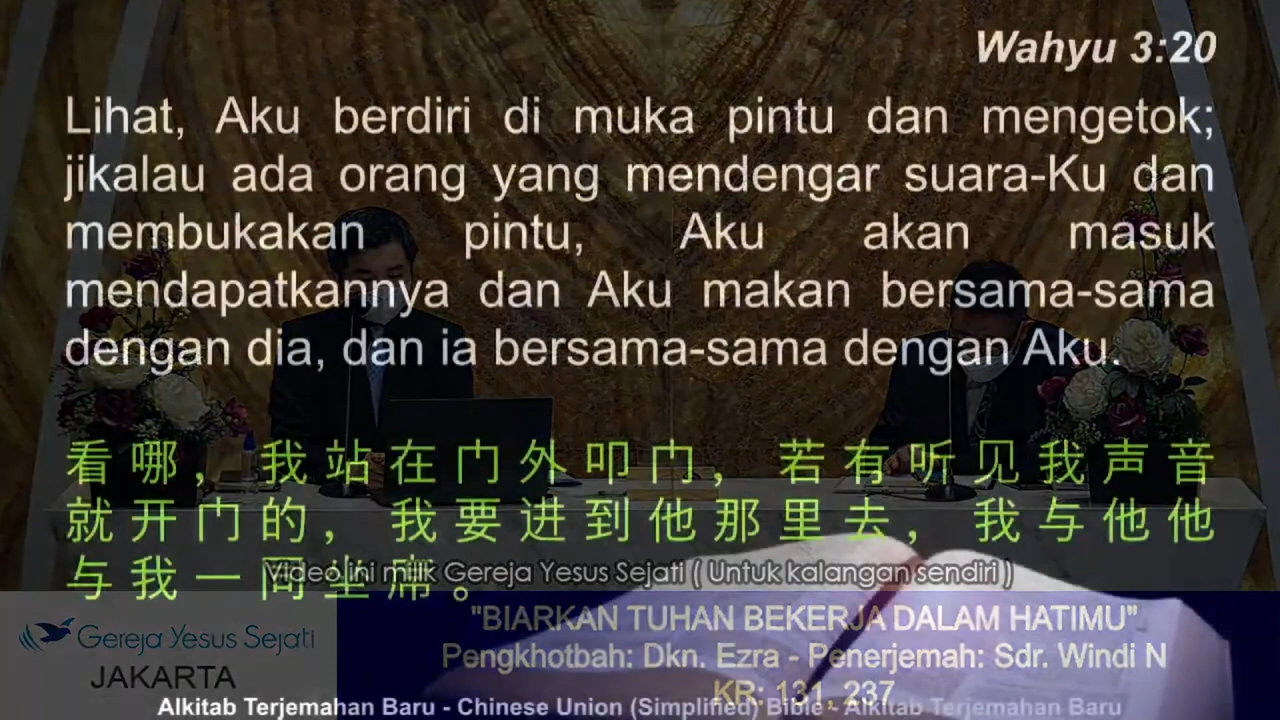 Wahyu 3:20
Lihat, Aku berdiri di muka pintu dan mengetok;
jikalau ada orang yang mendengar suara-Ku dan
membukakan pintu, Aku akan masuk
mendapatkannya dan Aku makan bersama-sama
dengan dia, dan ia bersama-sama dengan Aku.
看哪，我站在门外叩门，若有听见我声音
就开门的，我要进到他那里去，我与他他
与我一同坐席。
Video ini milik Gereja Yesus Sejati ( Untuk kalangan sendiri )
Gereja Yesus Sejati
JAKARTA
"BIARKAN TUHAN BEKERJA DALAM HATIMU"
Pengkhotbah: Dkn. Ezra - Penerjemah: Sdr. Windi N
KR: 131, 237
Alkitab Terjemahan Baru - Chinese Union (Simplified) Bible - Alkitab Terjemahan Baru